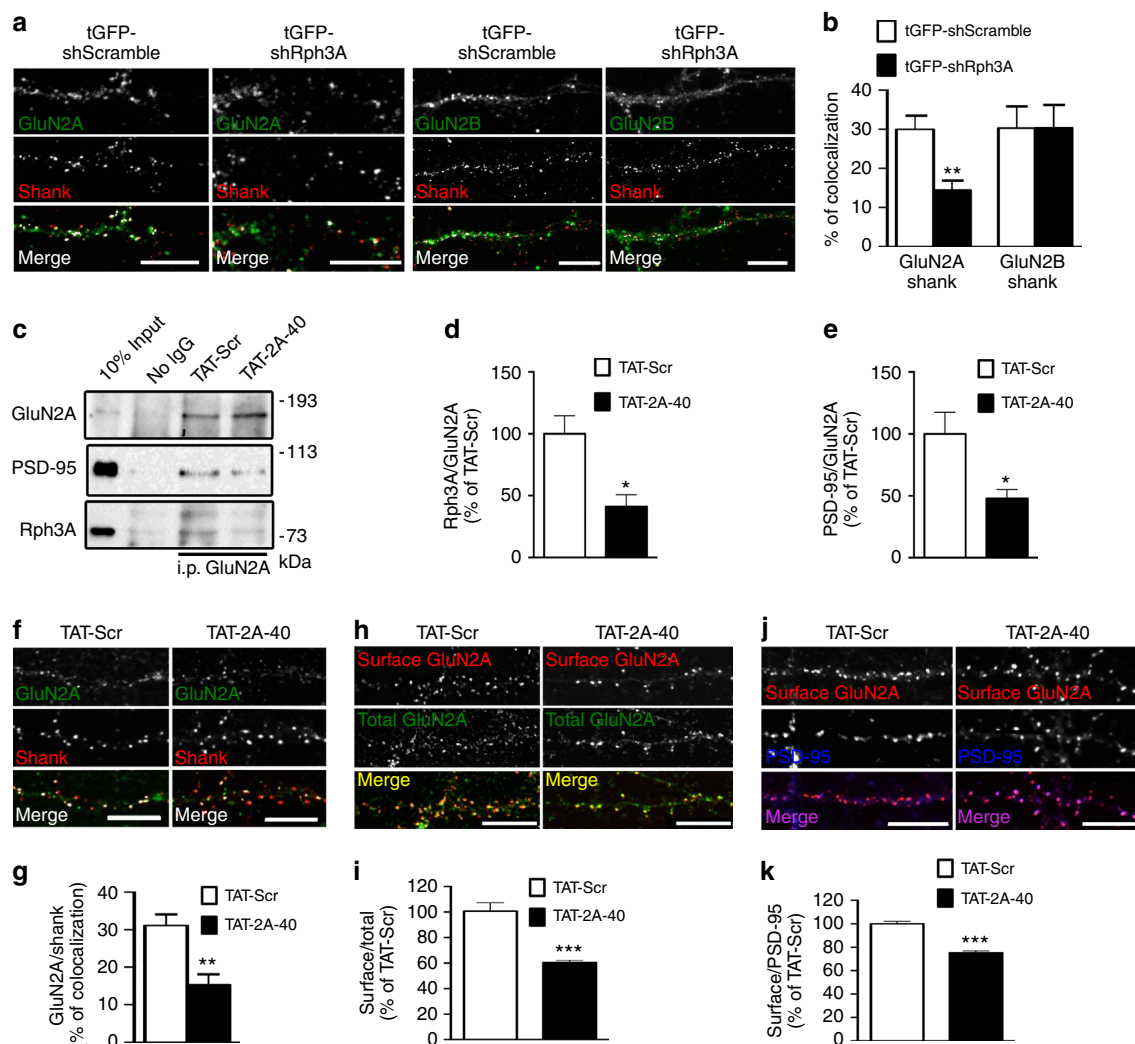 a
tGFP-
shScramble
tGFP-
shRph3A
tGFP-
shScramble
tGFP-
shRph3A
GluN2A
GluN2A
GluN2B
GluN2B
Shank
Shank
Shank
Shank
Merge
Merge
Merge
Merge
b
tGFP-shScramble
tGFP-shRph3A
% of colocalization
40
30
20
10
0
**
GluN2A
shank
GluN2B
shank
c
10% Input
No IgG
TAT-Scr
TAT-2A-40
GluN2A
PSD-95
Rph3A
-193
-113
-73
kDa
i.p. GluN2A
d
TAT-Scr
TAT-2A-40
Rph3A/GluN2A
(% of TAT-Scr)
150
100
50
0
*
e
TAT-Scr
TAT-2A-40
PSD-95/GluN2A
(% of TAT-Scr)
150
100
50
0
*
f
TAT-Scr
TAT-2A-40
GluN2A
GluN2A
Shank
Shank
Merge
Merge
h
TAT-Scr
TAT-2A-40
Surface GluN2A
Surface GluN2A
Total GluN2A
Total GluN2A
Merge
Merge
j
TAT-Scr
TAT-2A-40
Surface GluN2A
Surface GluN2A
PSD-95
PSD-95
Merge
Merge
g
TAT-Scr
TAT-2A-40
GluN2A/shank
% of colocalization)
40
30
20
10
0
**
i
TAT-Scr
TAT-2A-40
Surface/total
(% of TAT-Scr)
120
100
80
60
40
20
0
***
k
TAT-Scr
TAT-2A-40
Surface/PSD-95
(% of TAT-Scr)
120
100
80
60
40
20
0
***